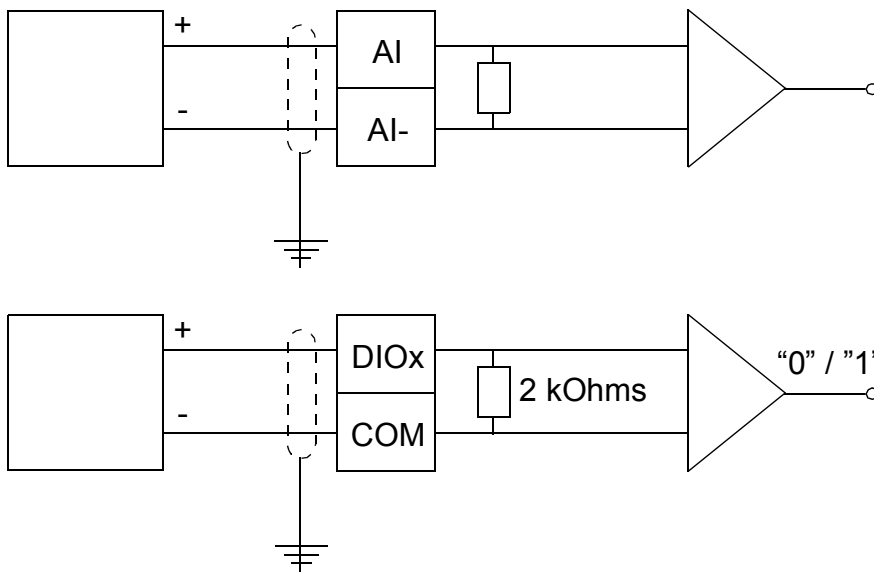 +
AI
-
AI-
+
DIOx
“0” / ”1”
2 kOhms
-
COM